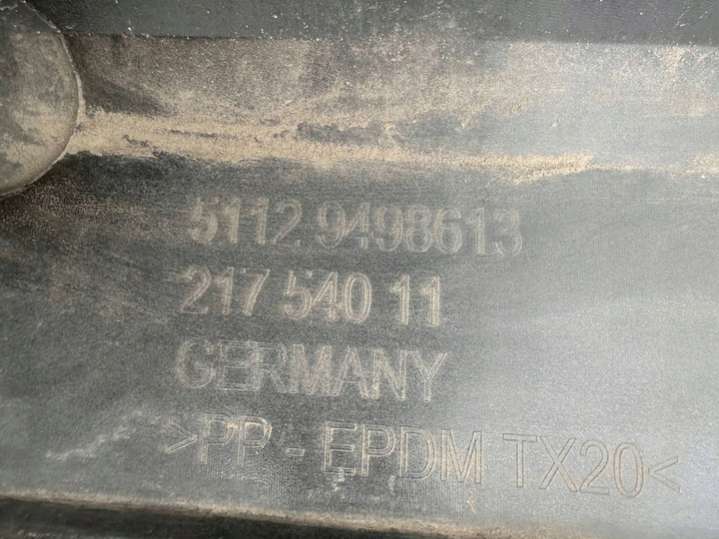 5112 9498613
217 540 11
GERMANY
>PP - EPDM TX20<